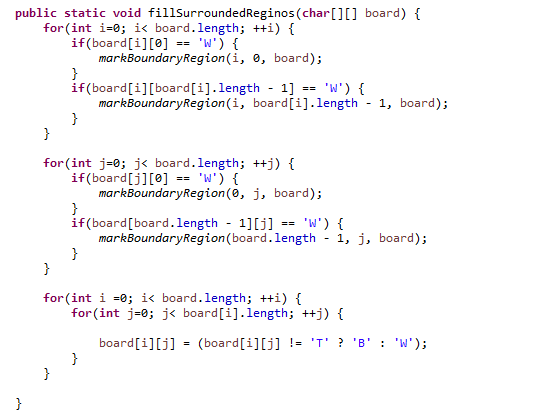 public static void fillSurroundedReginos(char[][] board) {
    for(int i=0; i< board.length; ++i) {
        if(board[i][0] == 'W') {
            markBoundaryRegion(i, 0, board);
        }
        if(board[i][board[i].length - 1] == 'W') {
            markBoundaryRegion(i, board[i].length - 1, board);
        }
    }

    for(int j=0; j< board.length; ++j) {
        if(board[j][0] == 'W') {
            markBoundaryRegion(0, j, board);
        }
        if(board[board.length - 1][j] == 'W') {
            markBoundaryRegion(board.length - 1, j, board);
        }
    }

    for(int i =0; i< board.length; ++i) {
        for(int j=0; j< board[i].length; ++j) {

            board[i][j] = (board[i][j] != 'T' ? 'B' : 'W');
        }
    }

}